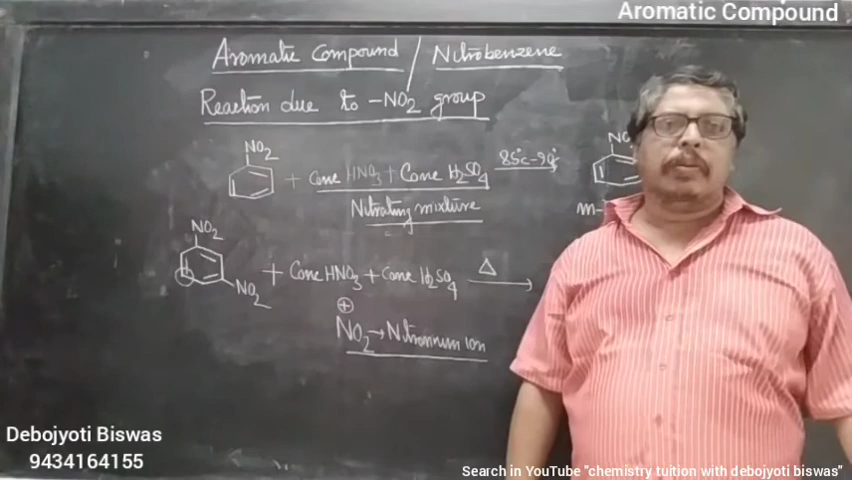 Aromatic Compound
Aromatic Compound / Nitrobenzene
Reaction due to -NO2 group
NO2
+ Conc HNO3 + Conc H2SO4 85°c-90°
Nitrating mixture
NO
m-
NO2
NO2
+ Conc HNO3 + Conc H2SO4 Δ →
⊕
NO2 → Nitronium ion
Debojyoti Biswas
9434164155
Search in YouTube "chemistry tuition with debojyoti biswas"